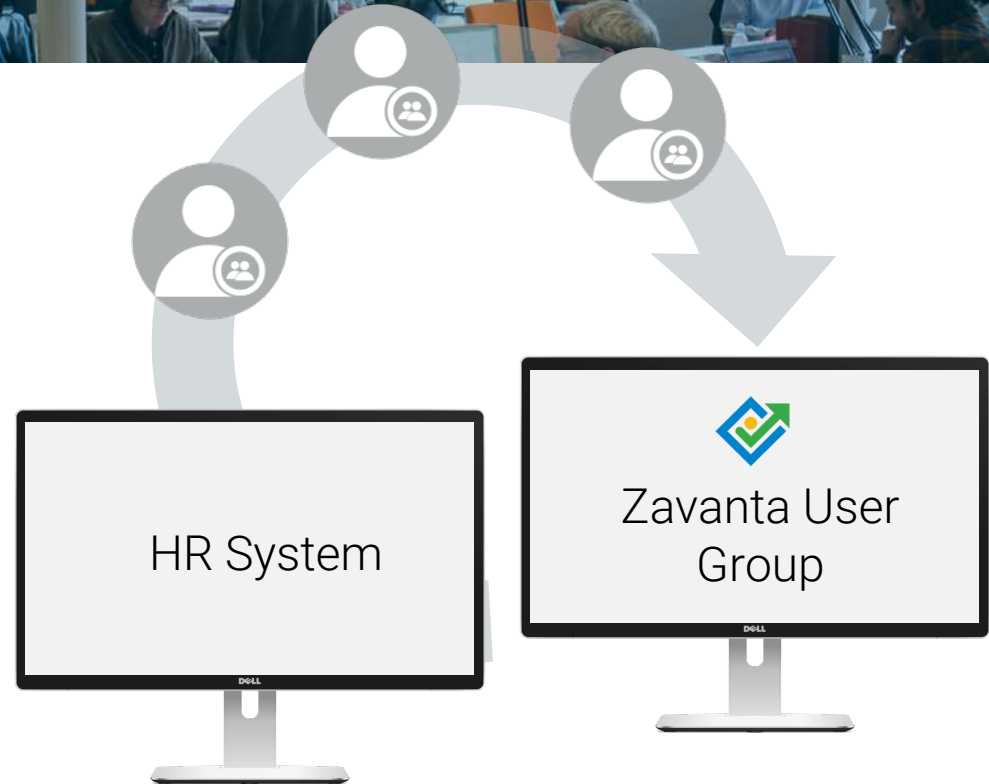 HR System
DELL
Zavanta User
Group
DELL